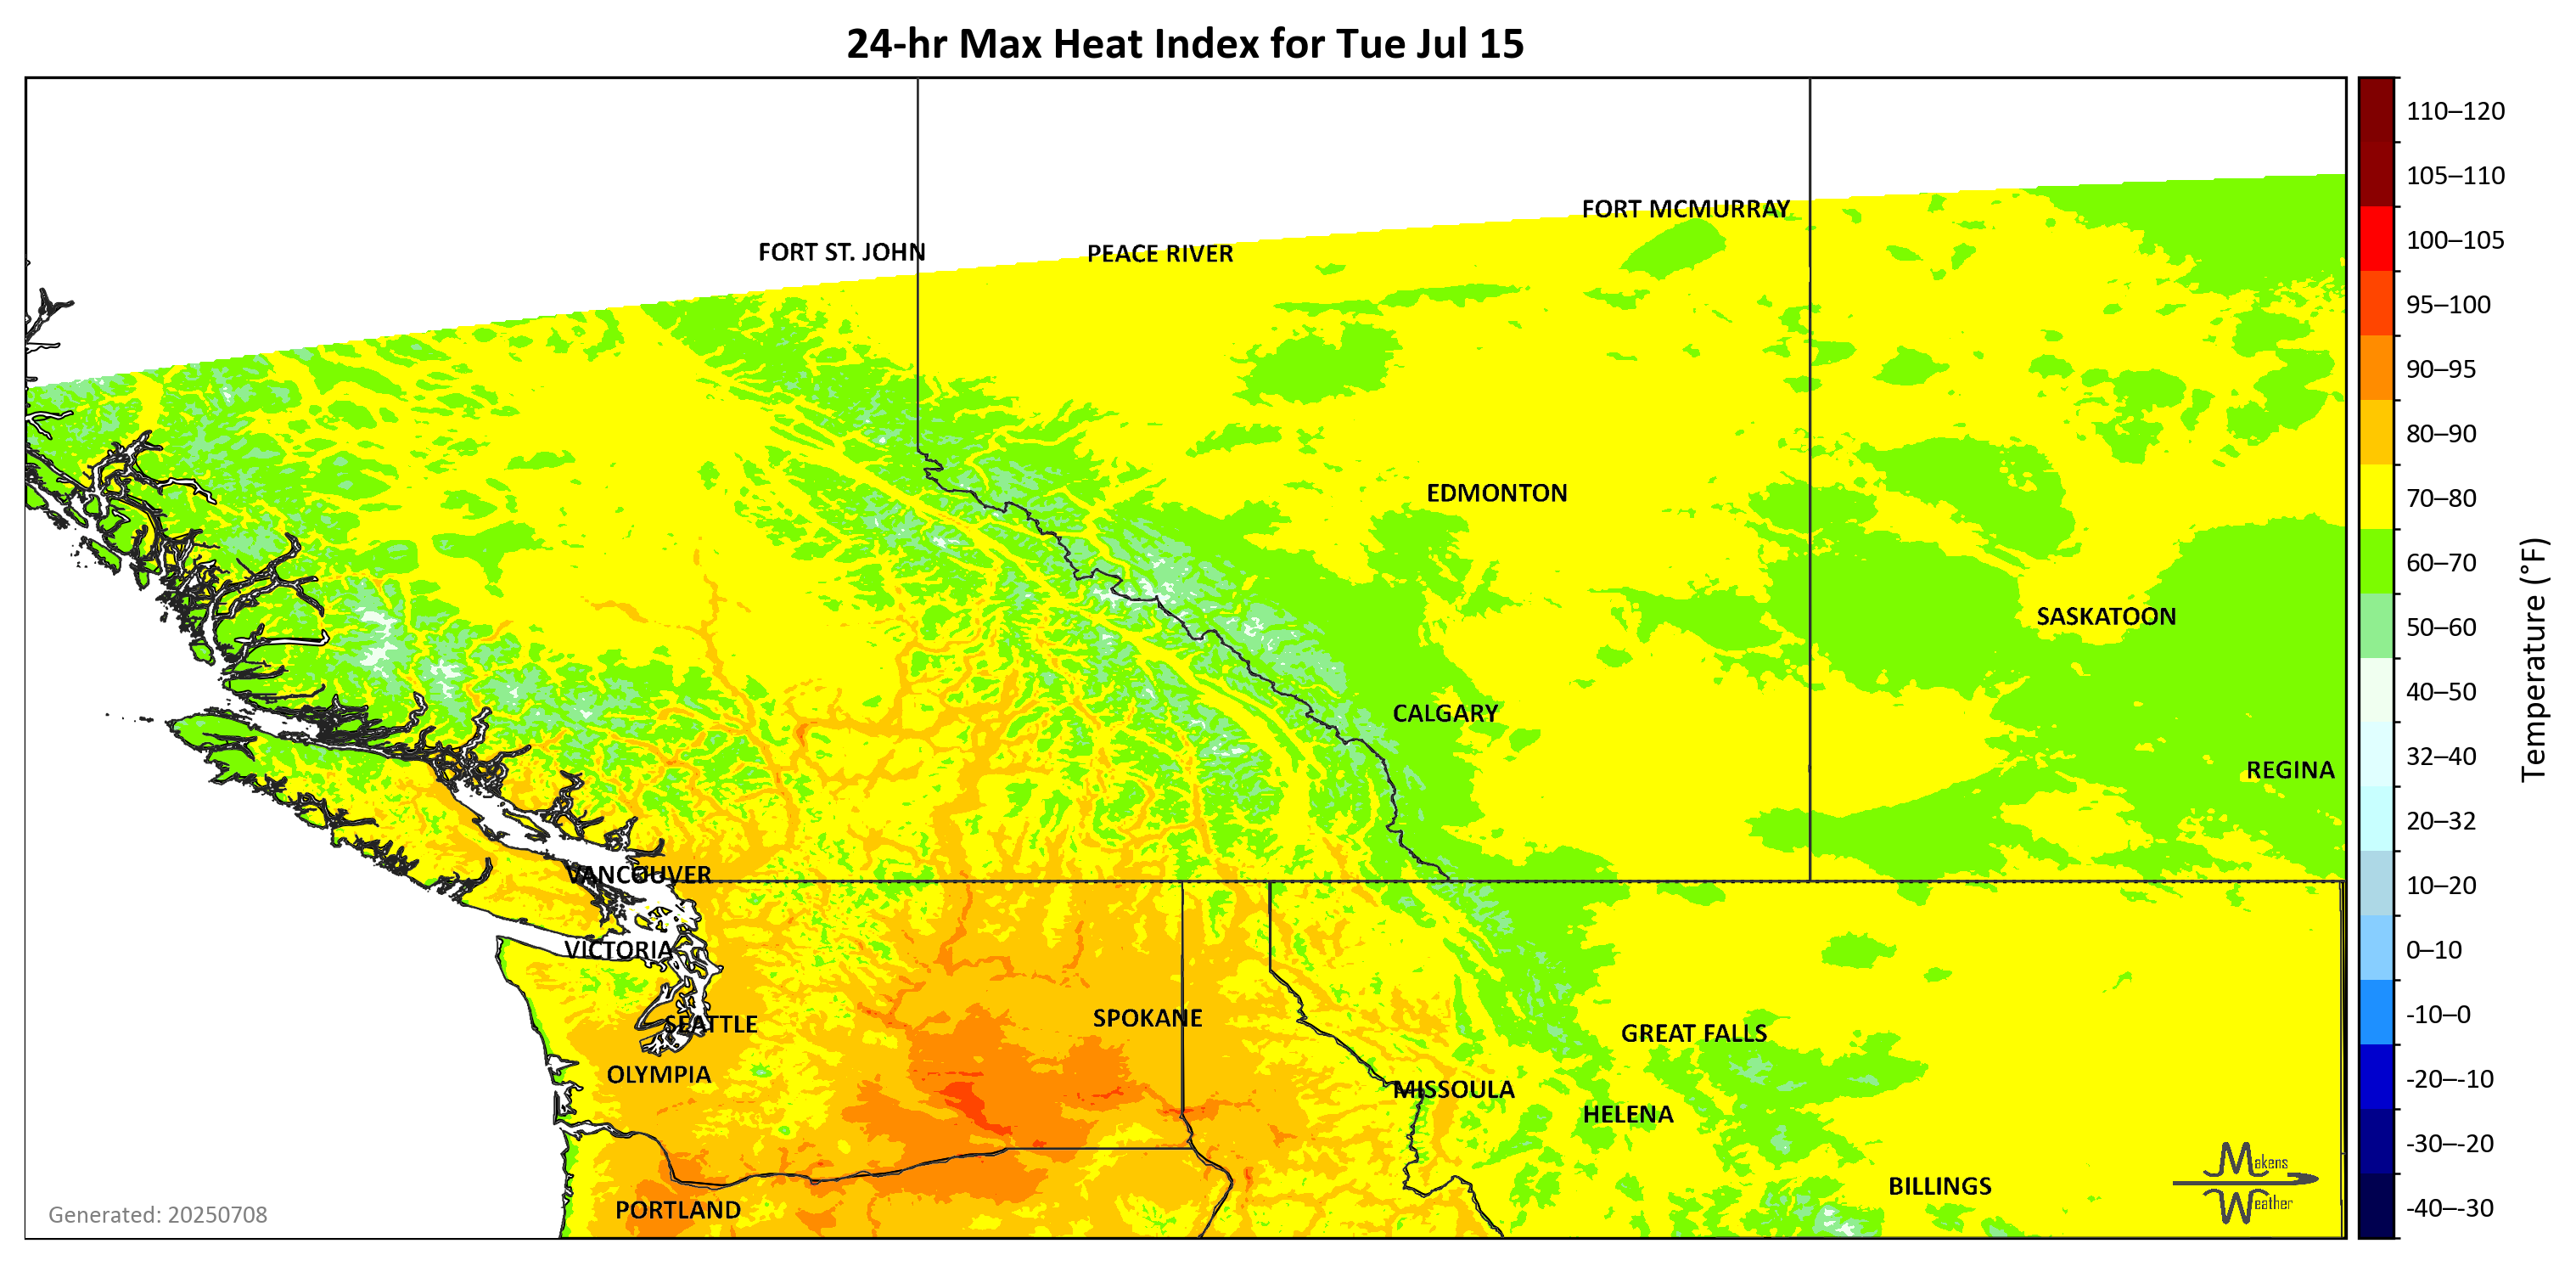 24-hr Max Heat Index for Tue Jul 15
110–120
105–110
FORT MCMURRAY
100–105
FORT ST. JOHN
PEACE RIVER
95–100
90–95
80–90
EDMONTON
70–80
60–70
SASKATOON
50–60
40–50
CALGARY
32–40
REGINA
Temperature (°F)
20–32
VANCOUVER
10–20
VICTORIA
0–10
SEATTLE
SPOKANE
GREAT FALLS
-10–0
OLYMPIA
MISSOULA
-20–-10
HELENA
-30–-20
Makens
Weather
BILLINGS
PORTLAND
-40–-30
Generated: 20250708